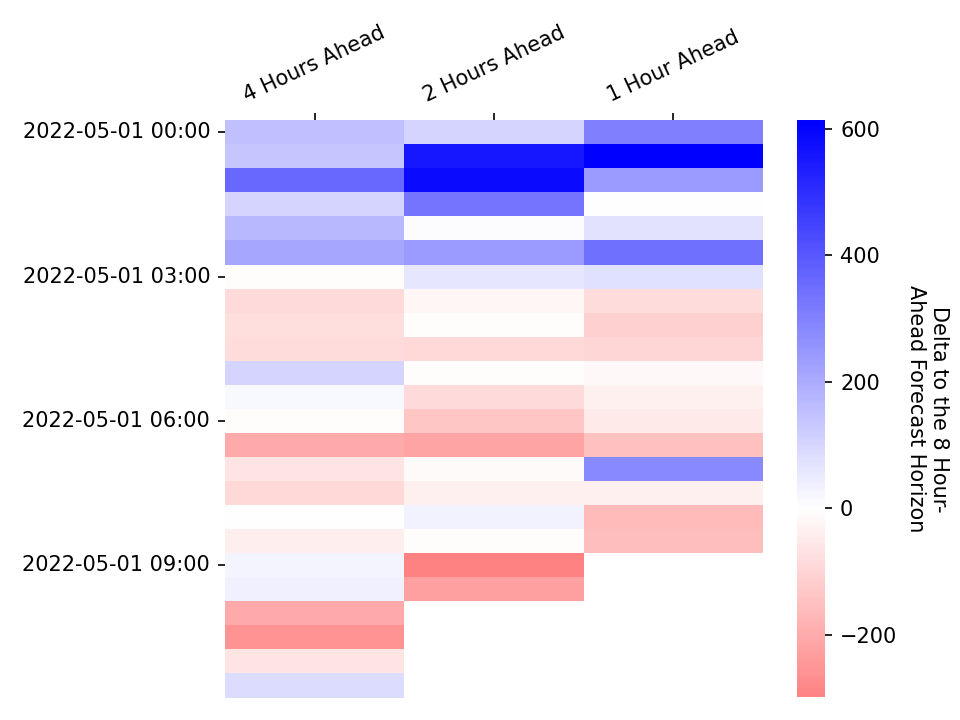 4 Hours Ahead
2 Hours Ahead
1 Hour Ahead
2022-05-01 00:00
2022-05-01 03:00
2022-05-01 06:00
2022-05-01 09:00
600
400
200
0
−200
Delta to the 8 Hour-
Ahead Forecast Horizon